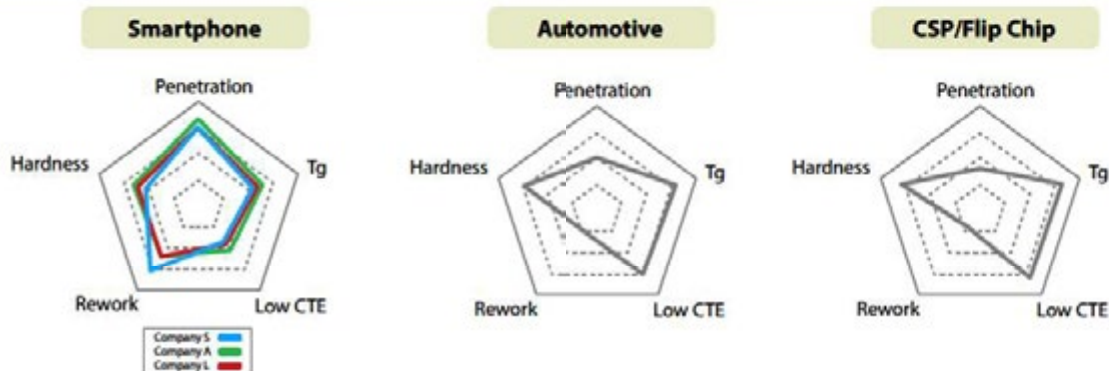 Smartphone
Penetration
Hardness
Tg
Rework
Low CTE
Company S
Company A
Company L
Automotive
Penetration
Hardness
Tg
Rework
Low CTE
CSP/Flip Chip
Penetration
Hardness
Tg
Rework
Low CTE